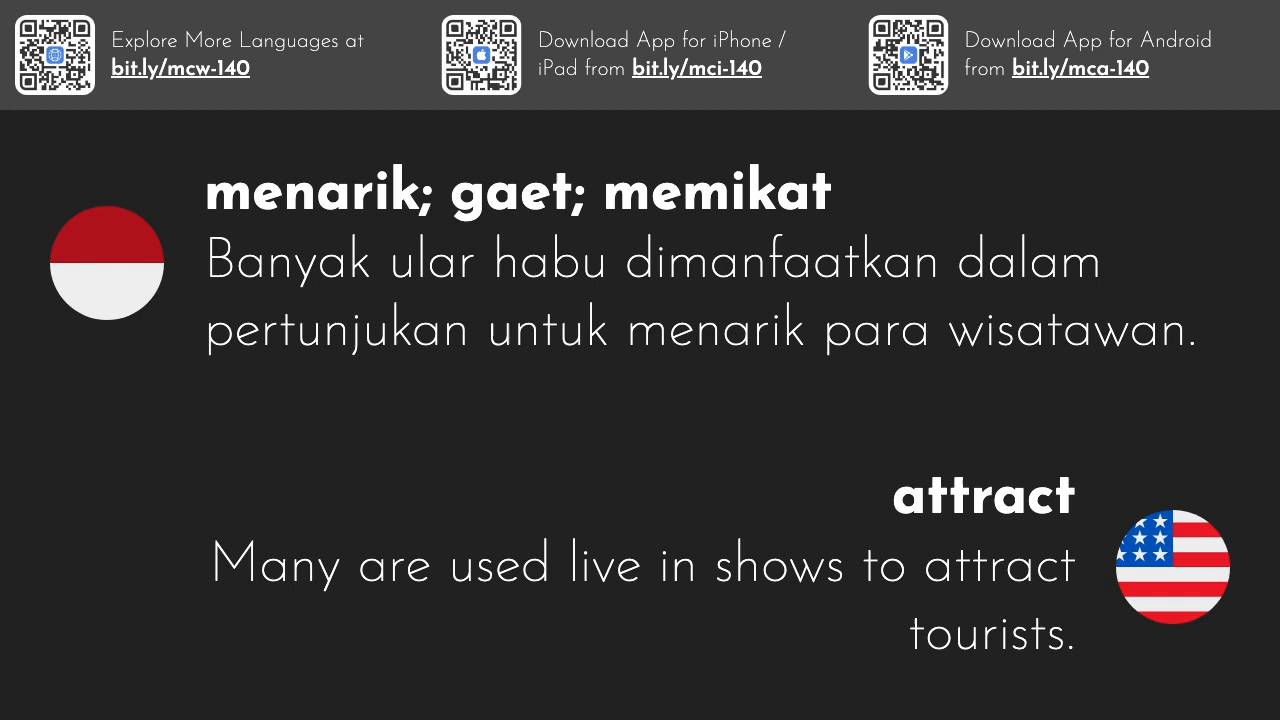 Explore More Languages at
bit.ly/mcw-140
Download App for iPhone /
iPad from bit.ly/mci-140
Download App for Android
from bit.ly/mca-140
menarik; gaet; memikat
Banyak ular habu dimanfaatkan dalam
pertunjukan untuk menarik para wisatawan.
attract
Many are used live in shows to attract
tourists.